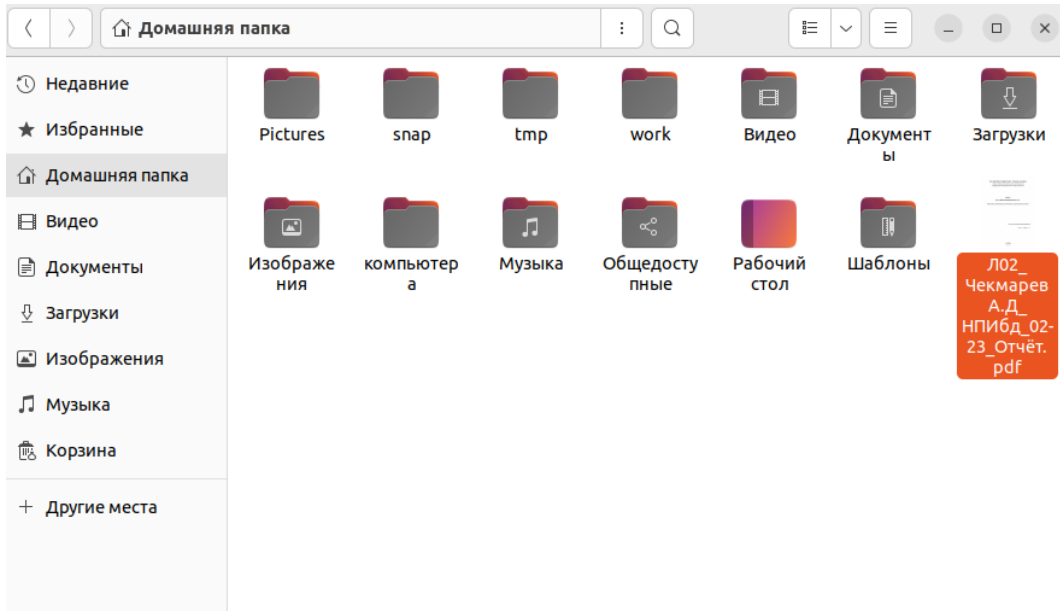 Домашняя папка
Недавние
Избранные
Домашняя папка
Видео
Документы
Загрузки
Изображения
Музыка
Корзина
Другие места
Pictures
snap
tmp
work
Видео
Документ
ы
Загрузки
Изображе
ния
компьютер
а
Музыка
Общедосту
пные
Рабочий
стол
Шаблоны
Л02_
Чекмарев
А.Д_
НПИбд_02-
23_Отчёт.
pdf